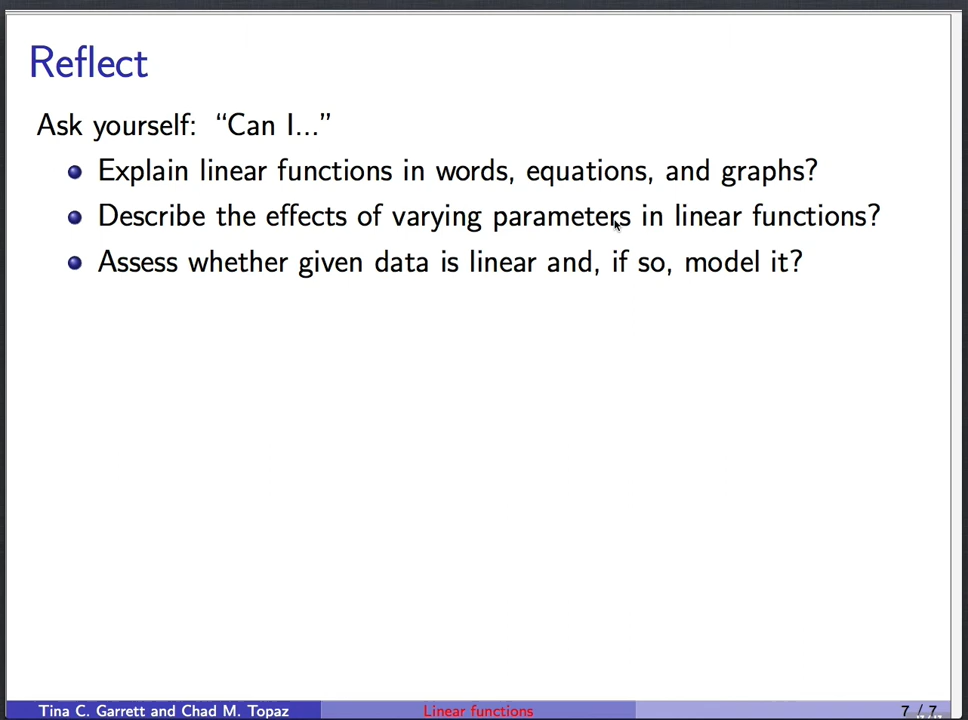 Reflect
Ask yourself: “Can I...”
Explain linear functions in words, equations, and graphs?
Describe the effects of varying parameters in linear functions?
Assess whether given data is linear and, if so, model it?
Tina C. Garrett and Chad M. Topaz
Linear functions
7 / 7